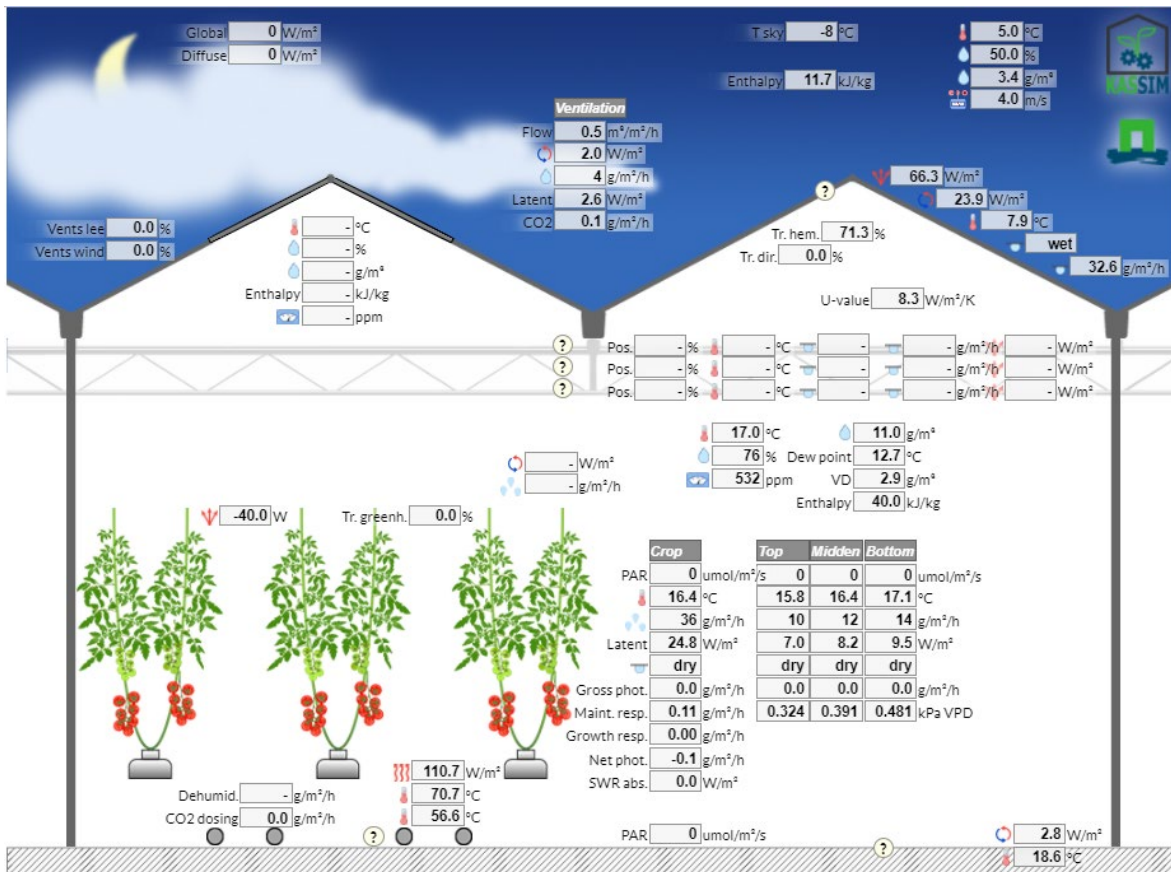 Global 0 W/m²
Diffuse 0 W/m²
T sky -8 °C
5.0 °C
50.0 %
Enthalpy 11.7 kJ/kg
3.4 g/m³
4.0 m/s
KASSIM
Ventilation
Flow 0.5 m³/m²/h
2.0 W/m²
4 g/m²/h
Latent 2.6 W/m²
CO2 0.1 g/m²/h
? 66.3 W/m²
23.9 W/m²
7.9 °C
wet
32.6 g/m²/h
Vents lee 0.0 %
Vents wind 0.0 %
- °C
- %
- g/m³
Enthalpy - kJ/kg
- ppm
Tr. hem. 71.3 %
Tr. dir. 0.0 %
U-value 8.3 W/m²/K
? Pos. - % - °C - - g/m²/h - W/m²
? Pos. - % - °C - - g/m²/h - W/m²
? Pos. - % - °C - - g/m²/h - W/m²
17.0 °C 11.0 g/m³
76 % Dew point 12.7 °C
532 ppm VD 2.9 g/m³
Enthalpy 40.0 kJ/kg
- W/m²
- g/m²/h
-40.0 W
Tr. greenh. 0.0 %
Crop Top Midden Bottom
PAR 0 umol/m²/s 0 0 0 umol/m²/s
16.4 °C 15.8 16.4 17.1 °C
36 g/m²/h 10 12 14 g/m²/h
Latent 24.8 W/m² 7.0 8.2 9.5 W/m²
dry dry dry dry
Gross phot. 0.0 g/m²/h 0.0 0.0 0.0 g/m²/h
Maint. resp. 0.11 g/m²/h 0.324 0.391 0.481 kPa VPD
Growth resp. 0.00 g/m²/h
Net phot. -0.1 g/m²/h
SWR abs. 0.0 W/m²
110.7 W/m²
70.7 °C
56.6 °C
Dehumid. - g/m²/h
CO2 dosing 0.0 g/m²/h
?
PAR 0 umol/m²/s
?
2.8 W/m²
18.6 °C